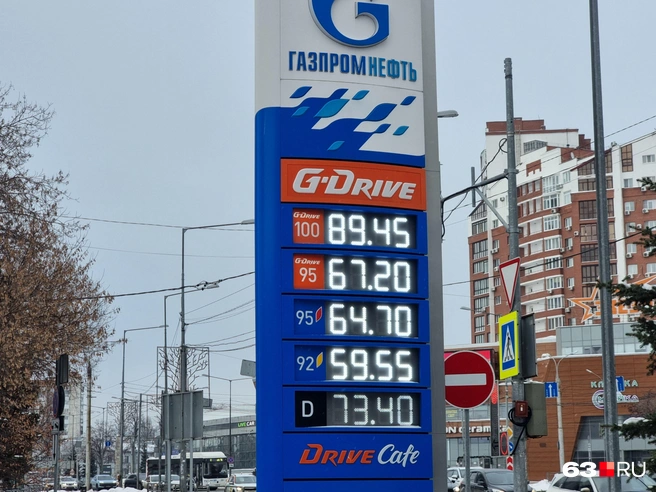 ГАЗПРОМНЕФТЬ
G-DRIVE
G-DRIVE 100 89.45
G-DRIVE 95 67.20
95 64.70
92 59.55
D 73.40
DRIVE CAFE
63.RU